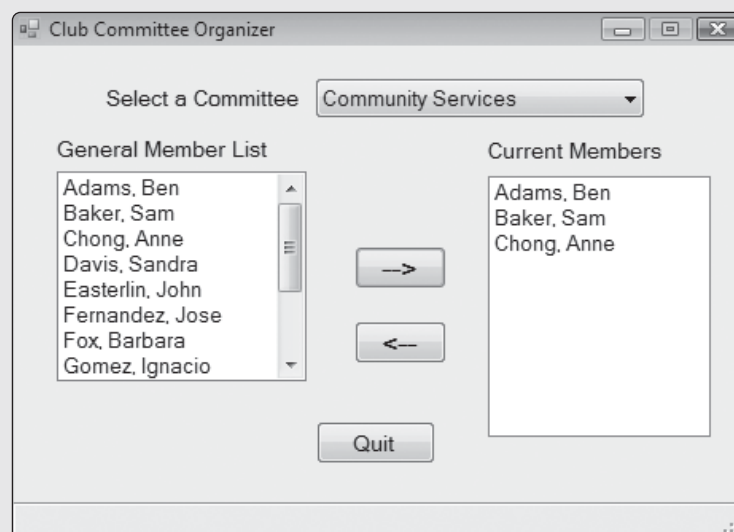 Club Committee Organizer
Select a Committee Community Services
General Member List
Adams, Ben
Baker, Sam
Chong, Anne
Davis, Sandra
Easterlin, John
Fernandez, Jose
Fox, Barbara
Gomez, Ignacio
-->
<--
Current Members
Adams, Ben
Baker, Sam
Chong, Anne
Quit